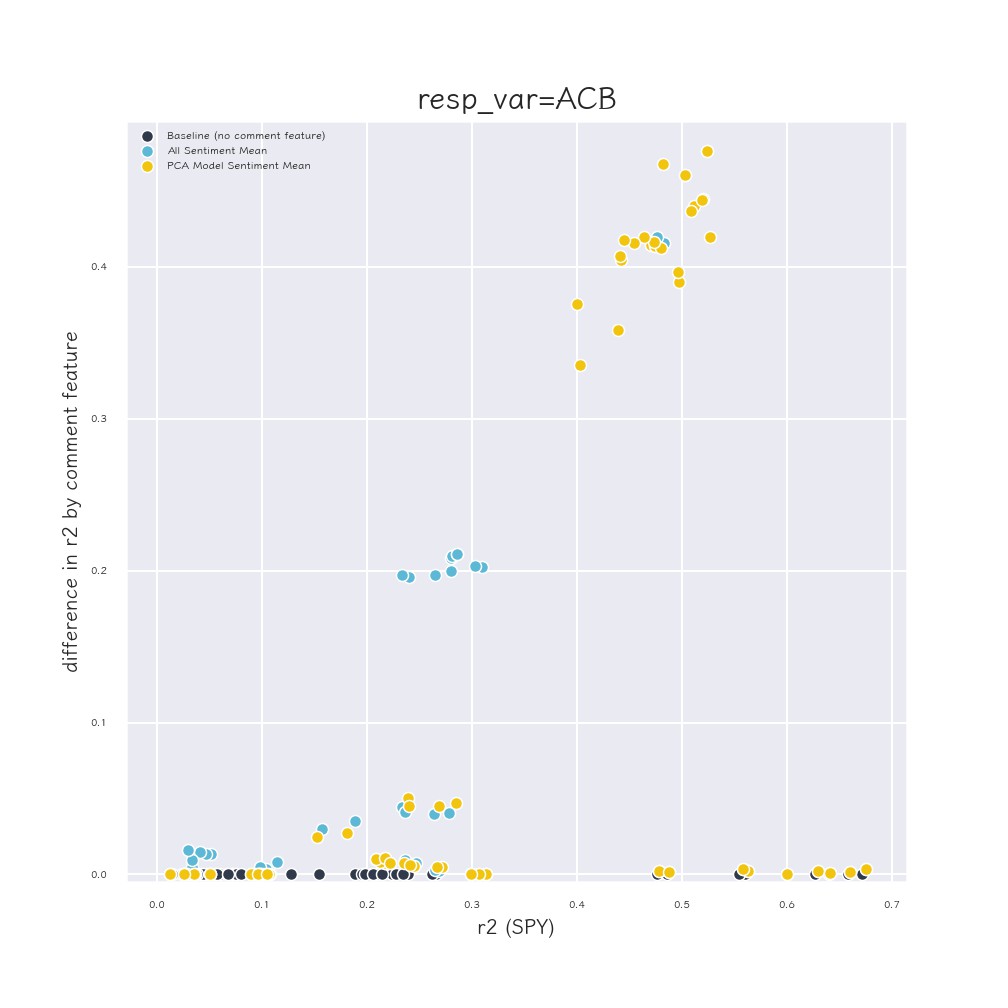 resp_var=ACB
Baseline (no comment feature)
All Sentiment Mean
PCA Model Sentiment Mean
0.4
0.3
0.2
0.1
0.0
difference in r2 by comment feature
0.0 0.1 0.2 0.3 0.4 0.5 0.6 0.7
r2 (SPY)